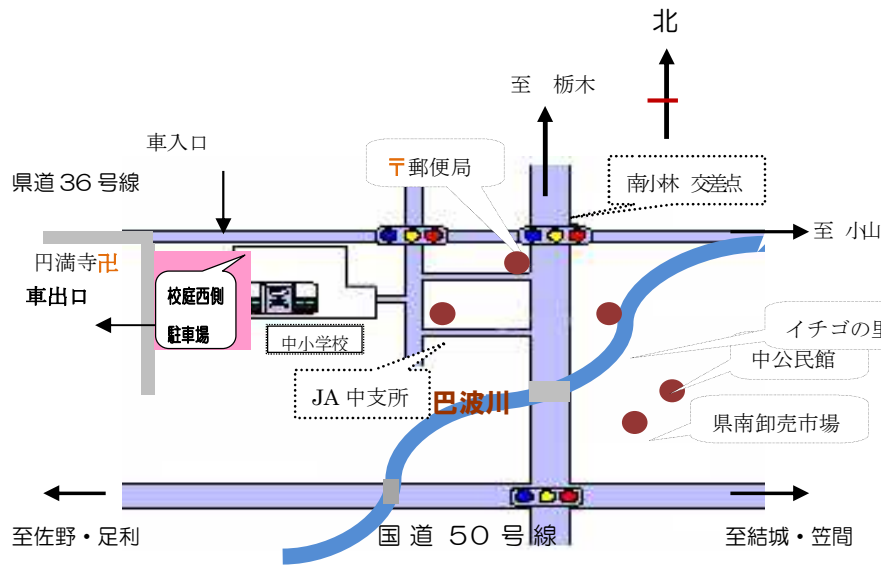 北
至 栃木
車入口
〒郵便局
南小林 交差点
県道36号線
至 小山
円満寺卍
車出口
校庭西側
駐車場
中小学校
イチゴの里
中公民館
JA 中支所
巴波川
県南卸売市場
至佐野・足利
国道 50号線
至結城・笠間